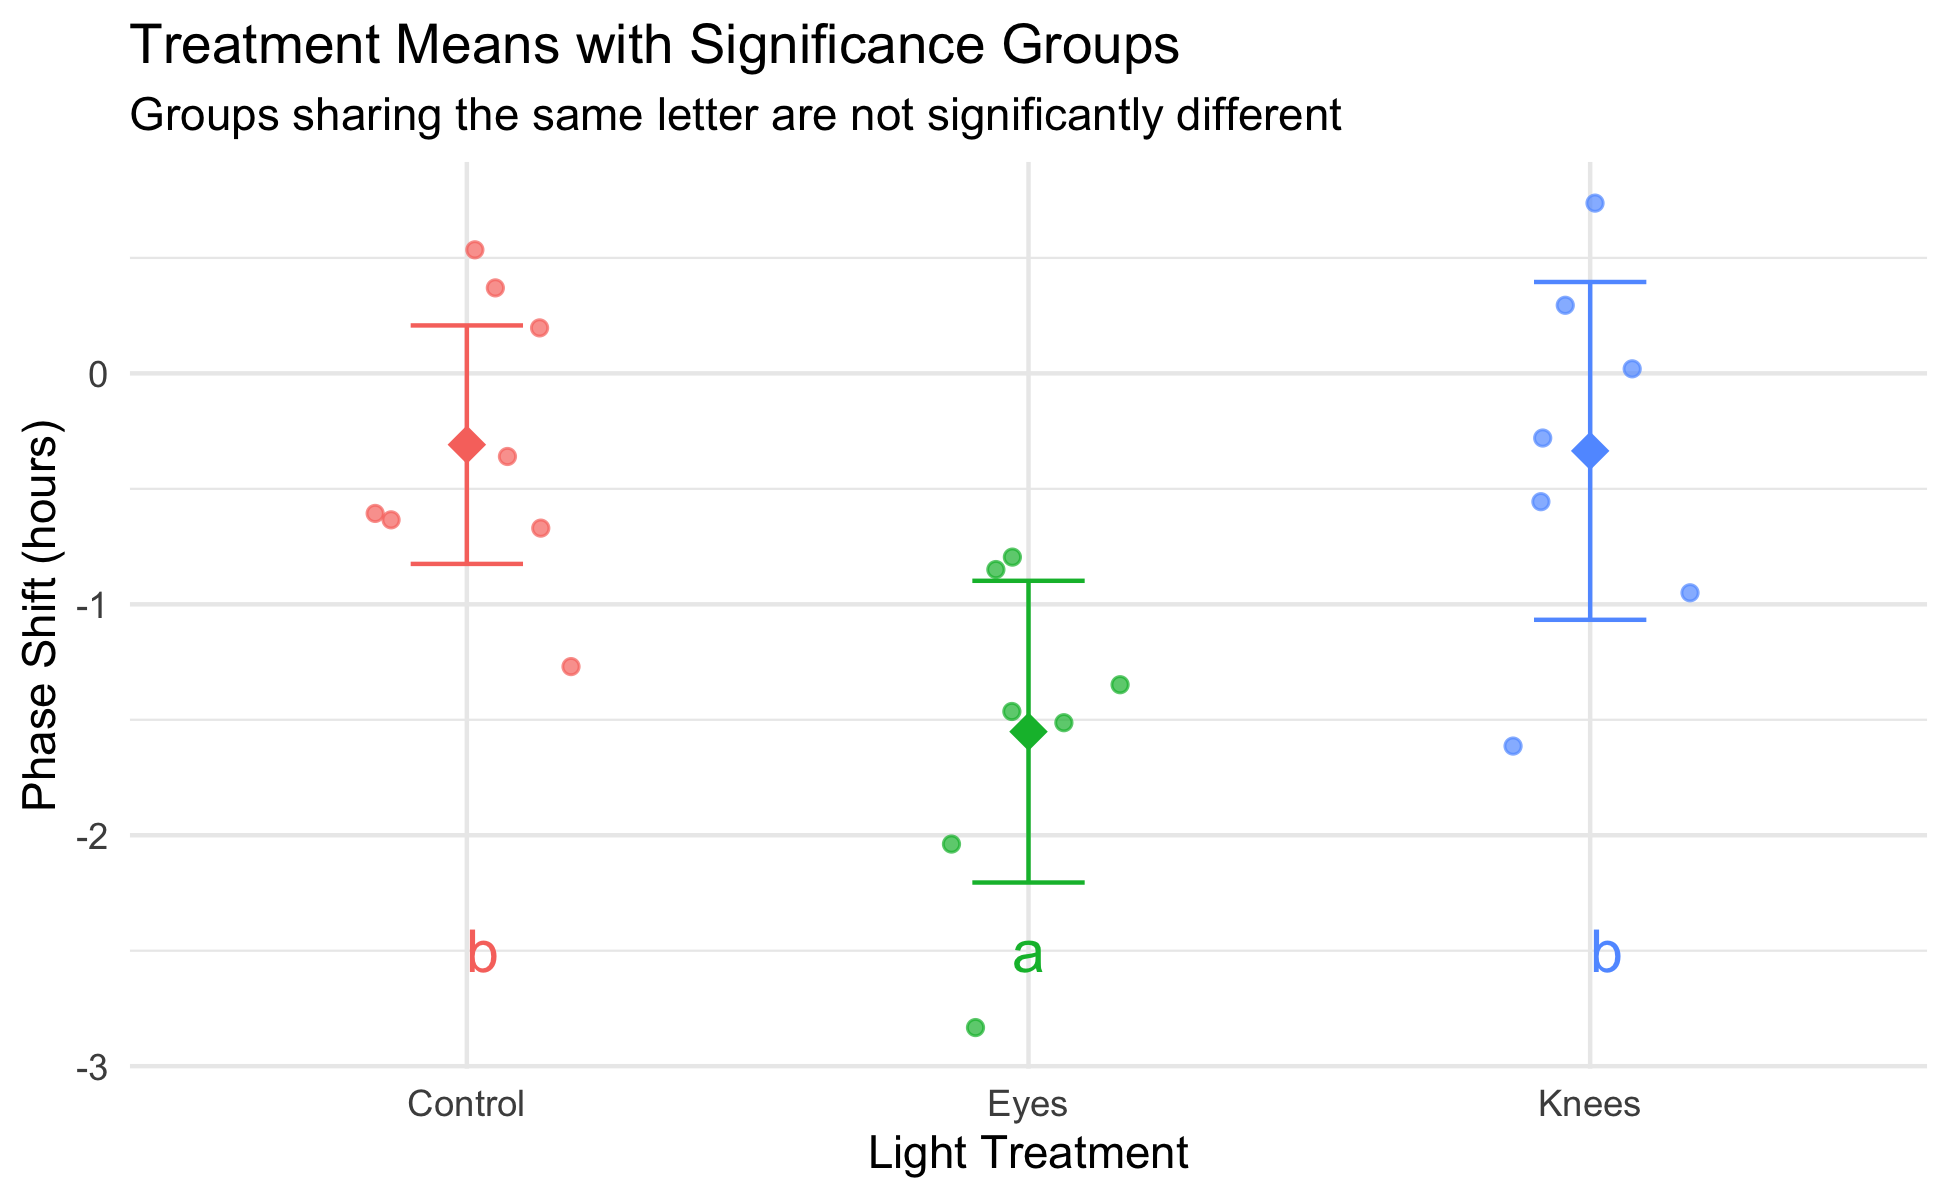 Treatment Means with Significance Groups
Groups sharing the same letter are not significantly different
Phase Shift (hours)
0
-1
-2
-3
b
a
b
Control
Eyes
Knees
Light Treatment